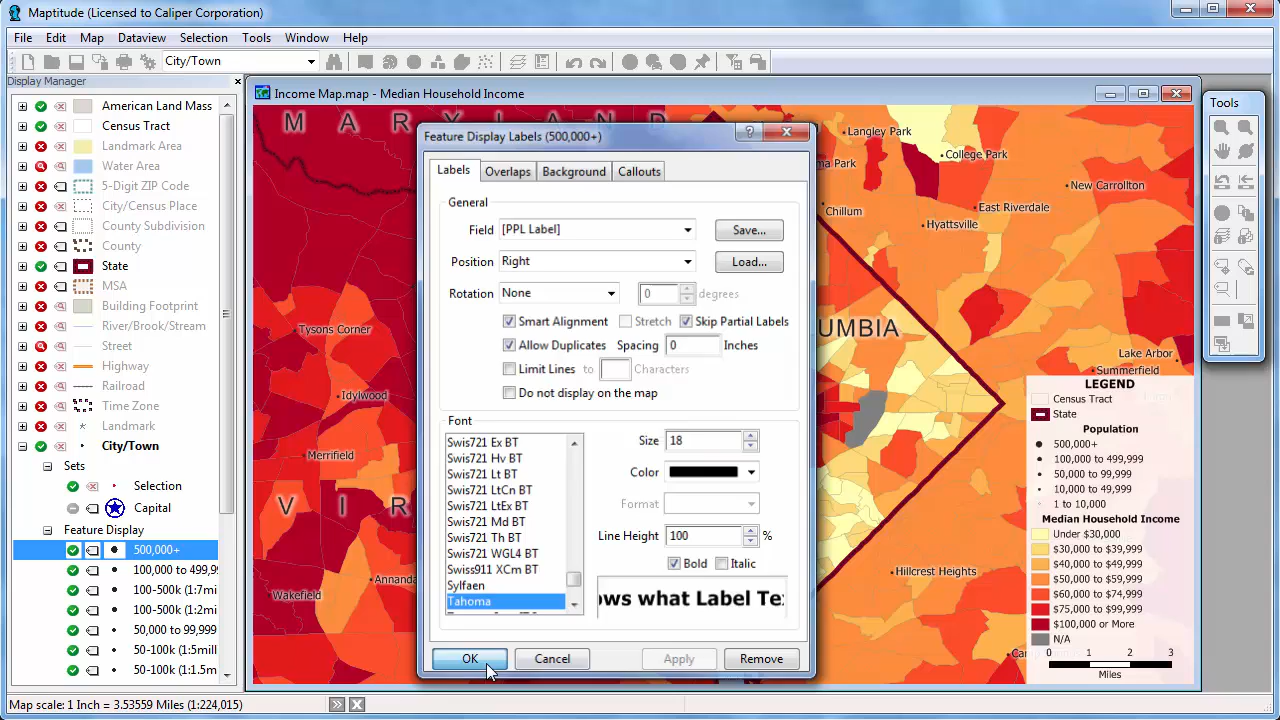 Maptitude (Licensed to Caliper Corporation)
File Edit Map Dataview Selection Tools Window Help
City/Town
Display Manager
American Land Mass
Census Tract
Landmark Area
Water Area
5-Digit ZIP Code
City/Census Place
County Subdivision
County
State
MSA
Building Footprint
River/Brook/Stream
Street
Highway
Railroad
Time Zone
Landmark
City/Town
Sets
Selection
Capital
Feature Display
500,000+
100,000 to 499,9
100-500k (1:7mi
100-500k (1:2mi
50,000 to 99,999
50-100k (1:5mill
50-100k (1:1.5m
Income Map.map - Median Household Income
MARYLAND
Langley Park
College Park
ma Park
New Carrollton
Chillum
East Riverdale
Hyattsville
Tysons Corner
UMBIA
Lake Arbor
Summerfield
Idylwood
Merrifield
VIR
Annanda
Wakefield
Hillcrest Heights
Feature Display Labels (500,000+)
Labels Overlaps Background Callouts
General
Field [PPL Label] Save...
Position Right Load...
Rotation None 0 degrees
Smart Alignment Stretch Skip Partial Labels
Allow Duplicates Spacing 0 Inches
Limit Lines to Characters
Do not display on the map
Font
Swis721 Ex BT
Swis721 Hv BT
Swis721 Lt BT
Swis721 LtCn BT
Swis721 LtEx BT
Swis721 Md BT
Swis721 Th BT
Swis721 WGL4 BT
Swiss911 XCm BT
Sylfaen
Tahoma
Size 18
Color
Format
Line Height 100 %
Bold Italic
ows what Label Te
OK Cancel Apply Remove
LEGEND
Census Tract
State
Population
500,000+
100,000 to 499,999
50,000 to 99,999
10,000 to 49,999
1 to 10,000
Median Household Income
Under $30,000
$30,000 to $39,999
$40,000 to $49,999
$50,000 to $59,999
$60,000 to $74,999
$75,000 to $99,999
$100,000 or More
N/A
0 1 2 3
Miles
Tools
Map scale: 1 Inch = 3.53559 Miles (1:224,015)